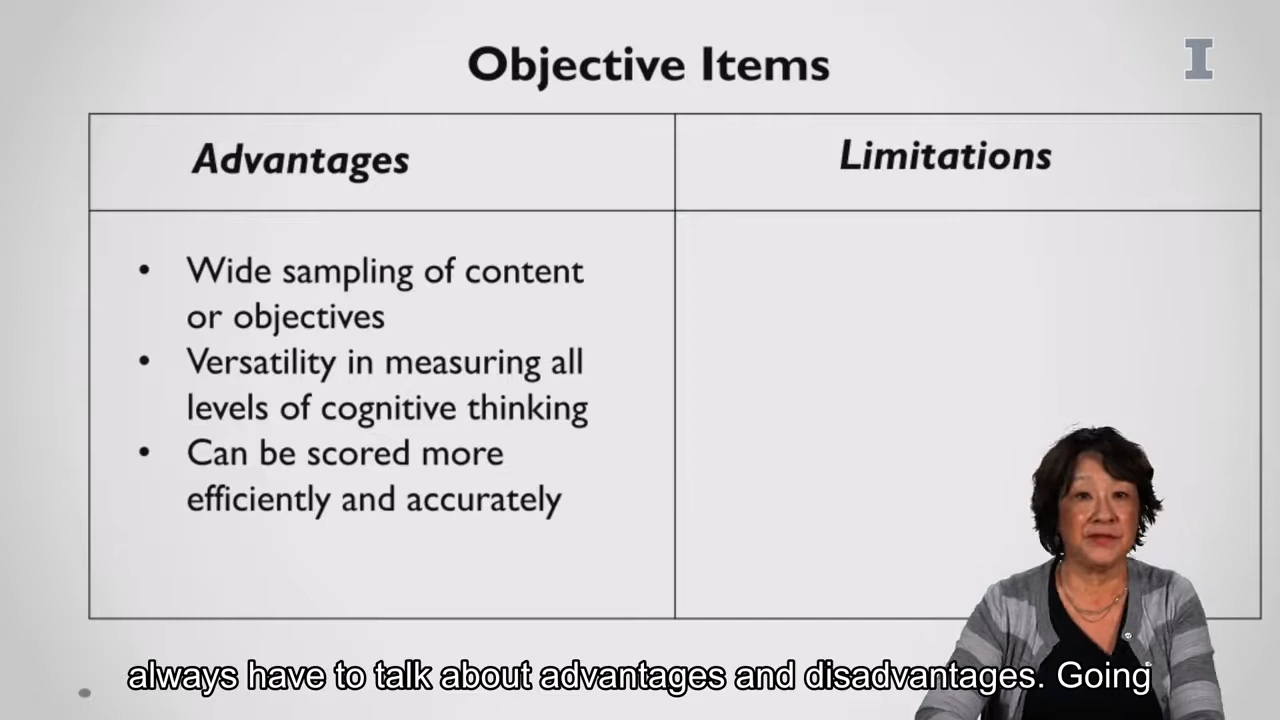 Objective Items
I
Advantages
Limitations
• Wide sampling of content
or objectives
• Versatility in measuring all
levels of cognitive thinking
• Can be scored more
efficiently and accurately
always have to talk about advantages and disadvantages. Going